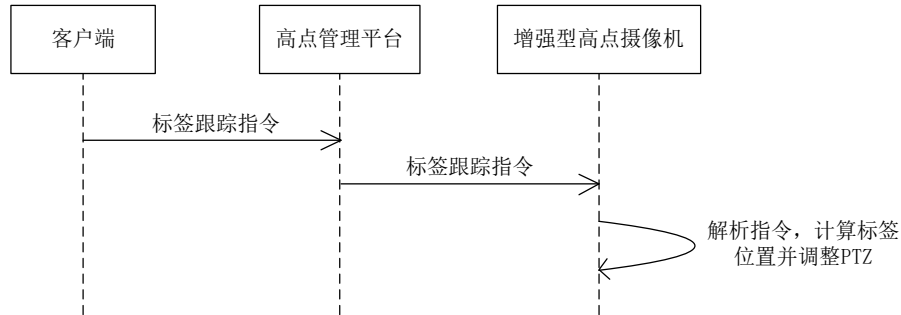 客户端
高点管理平台
增强型高点摄像机
标签跟踪指令
标签跟踪指令
解析指令，计算标签
位置并调整PTZ